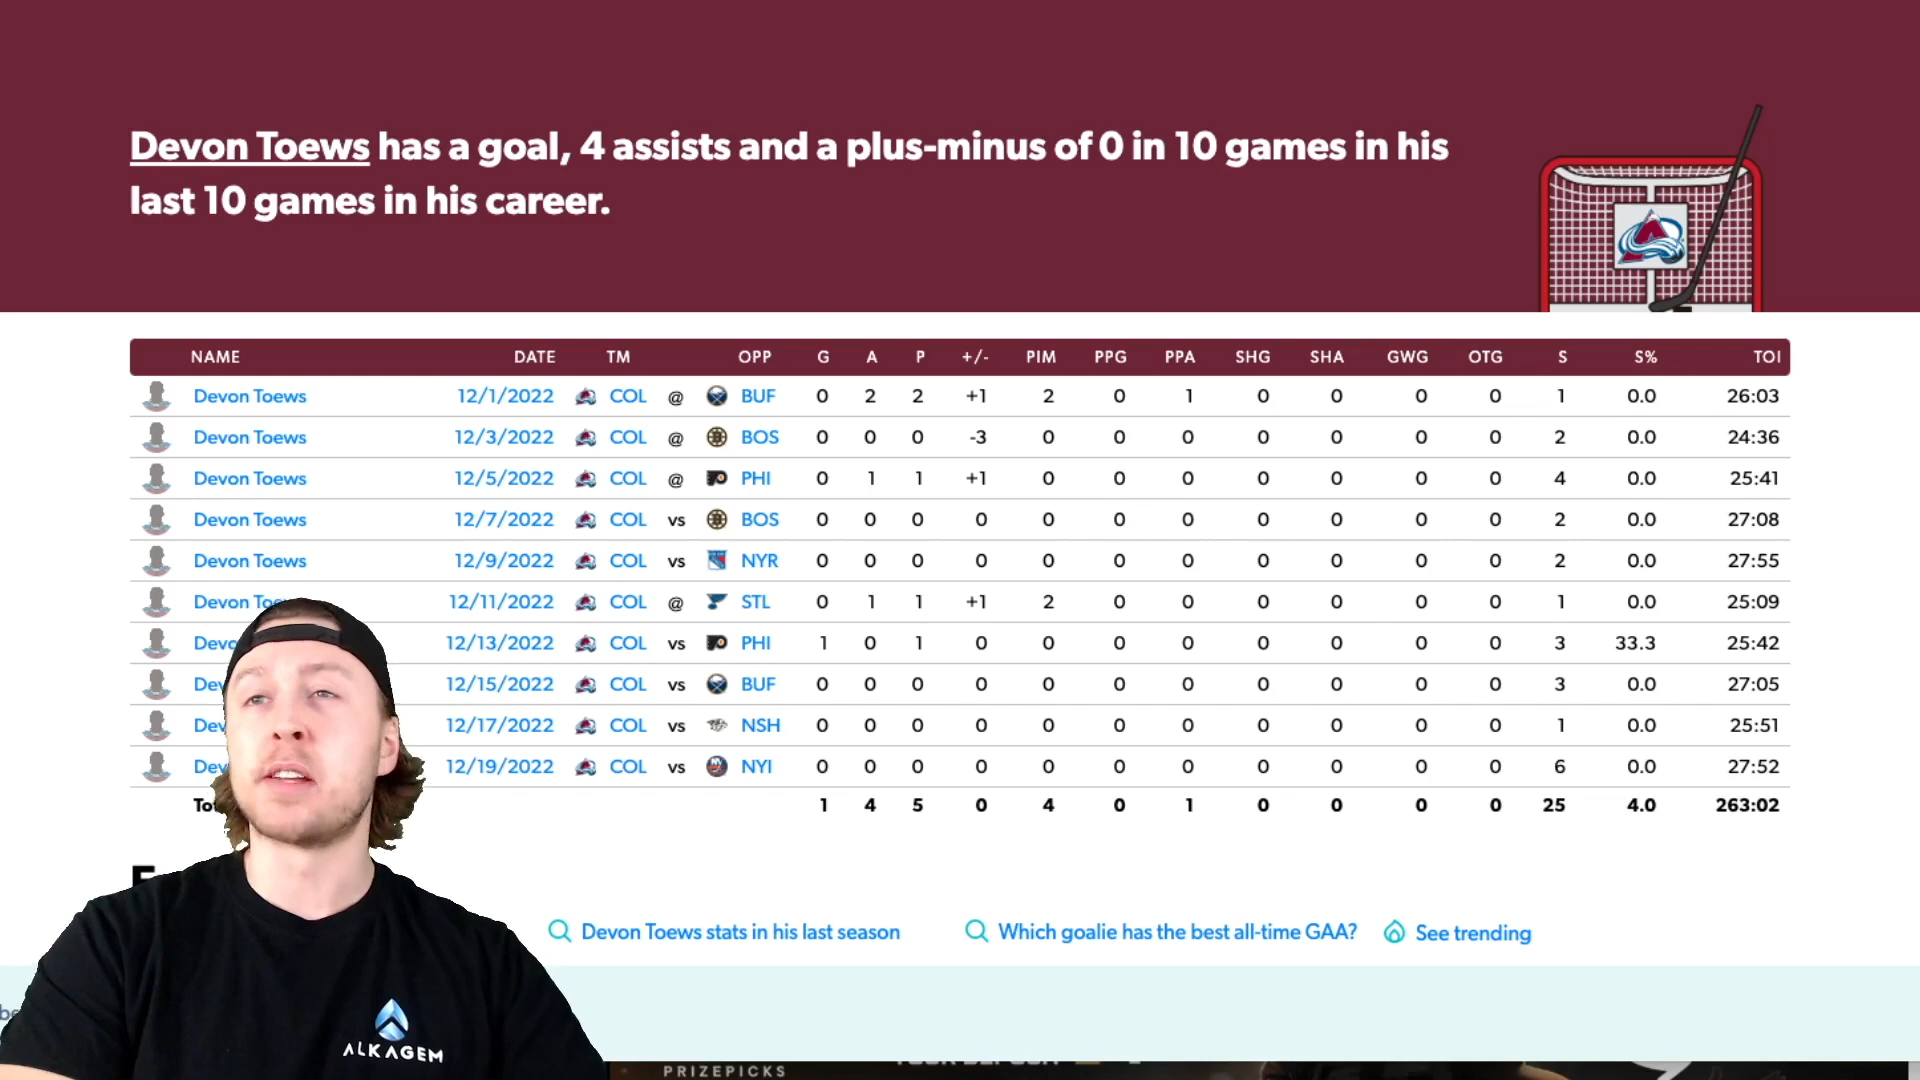 Devon Toews has a goal, 4 assists and a plus-minus of 0 in 10 games in his
last 10 games in his career.
NAME DATE TM OPP G A P +/- PIM PPG PPA SHG SHA GWG OTG S S% TOI
Devon Toews 12/1/2022 COL @ BUF 0 2 2 +1 2 0 1 0 0 0 0 1 0.0 26:03
Devon Toews 12/3/2022 COL @ BOS 0 0 0 -3 0 0 0 0 0 0 0 2 0.0 24:36
Devon Toews 12/5/2022 COL @ PHI 0 1 1 +1 0 0 0 0 0 0 0 4 0.0 25:41
Devon Toews 12/7/2022 COL vs BOS 0 0 0 0 0 0 0 0 0 0 0 2 0.0 27:08
Devon Toews 12/9/2022 COL vs NYR 0 0 0 0 0 0 0 0 0 0 0 2 0.0 27:55
Devon 12/11/2022 COL @ STL 0 1 1 +1 2 0 0 0 0 0 0 1 0.0 25:09
12/13/2022 COL vs PHI 1 0 1 0 0 0 0 0 0 0 0 3 33.3 25:42
12/15/2022 COL vs BUF 0 0 0 0 0 0 0 0 0 0 0 3 0.0 27:05
12/17/2022 COL vs NSH 0 0 0 0 0 0 0 0 0 0 0 1 0.0 25:51
12/19/2022 COL vs NYI 0 0 0 0 0 0 0 0 0 0 0 6 0.0 27:52
1 4 5 0 4 0 1 0 0 0 0 25 4.0 263:02
Devon Toews stats in his last season
Which goalie has the best all-time GAA?
See trending
ALKAGEM
PRIZEPICKS